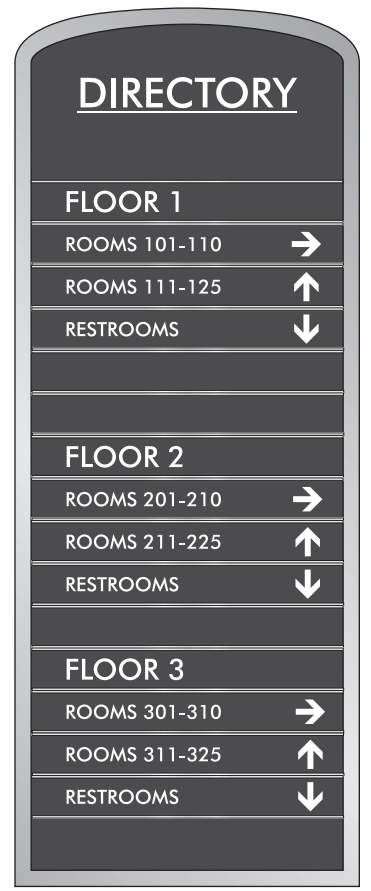 DIRECTORY
FLOOR 1
ROOMS 101-110 →
ROOMS 111-125 ↑
RESTROOMS ↓
FLOOR 2
ROOMS 201-210 →
ROOMS 211-225 ↑
RESTROOMS ↓
FLOOR 3
ROOMS 301-310 →
ROOMS 311-325 ↑
RESTROOMS ↓